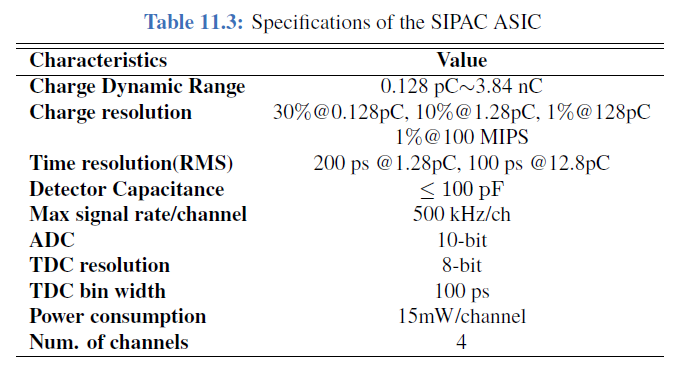 Table 11.3: Specifications of the SIPAC ASIC
Characteristics Value
Charge Dynamic Range 0.128 pC∼3.84 nC
Charge resolution 30%@0.128pC, 10%@1.28pC, 1%@128pC
1%@100 MIPS
Time resolution(RMS) 200 ps @1.28pC, 100 ps @12.8pC
Detector Capacitance ≤ 100 pF
Max signal rate/channel 500 kHz/ch
ADC 10-bit
TDC resolution 8-bit
TDC bin width 100 ps
Power consumption 15mW/channel
Num. of channels 4